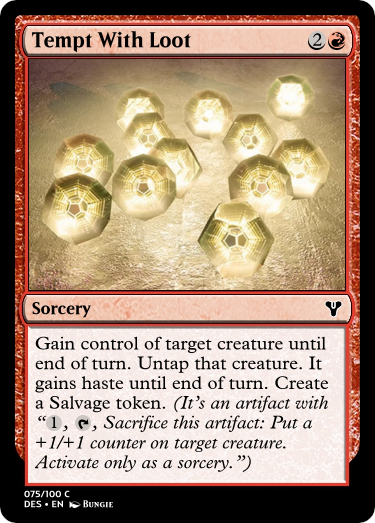 Tempt With Loot 2
Sorcery
Gain control of target creature until
end of turn. Untap that creature. It
gains haste until end of turn. Create
a Salvage token. (It's an artifact with
“1, , Sacrifice this artifact: Put a
+1/+1 counter on target creature.
Activate only as a sorcery.”)
075/100 C
DES • EN Bungie